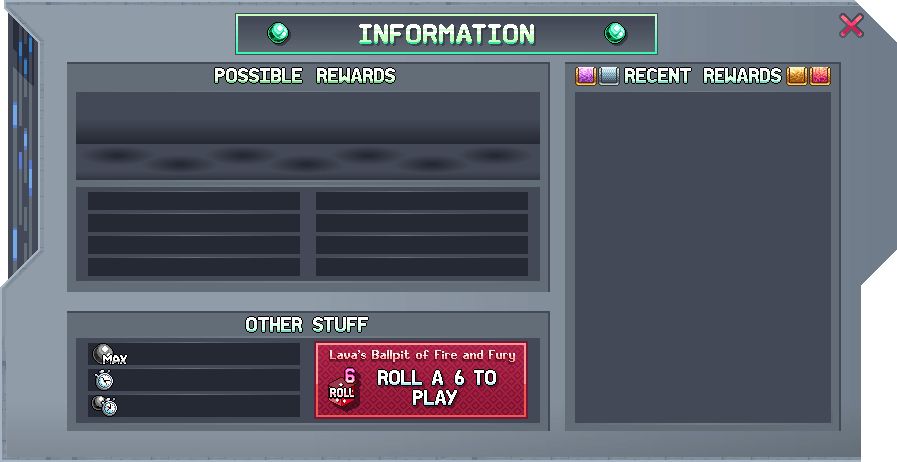 INFORMATION
POSSIBLE REWARDS
RECENT REWARDS
OTHER STUFF
MAX
Lava's Ballpit of Fire and Fury
6
ROLL
ROLL A 6 TO
PLAY